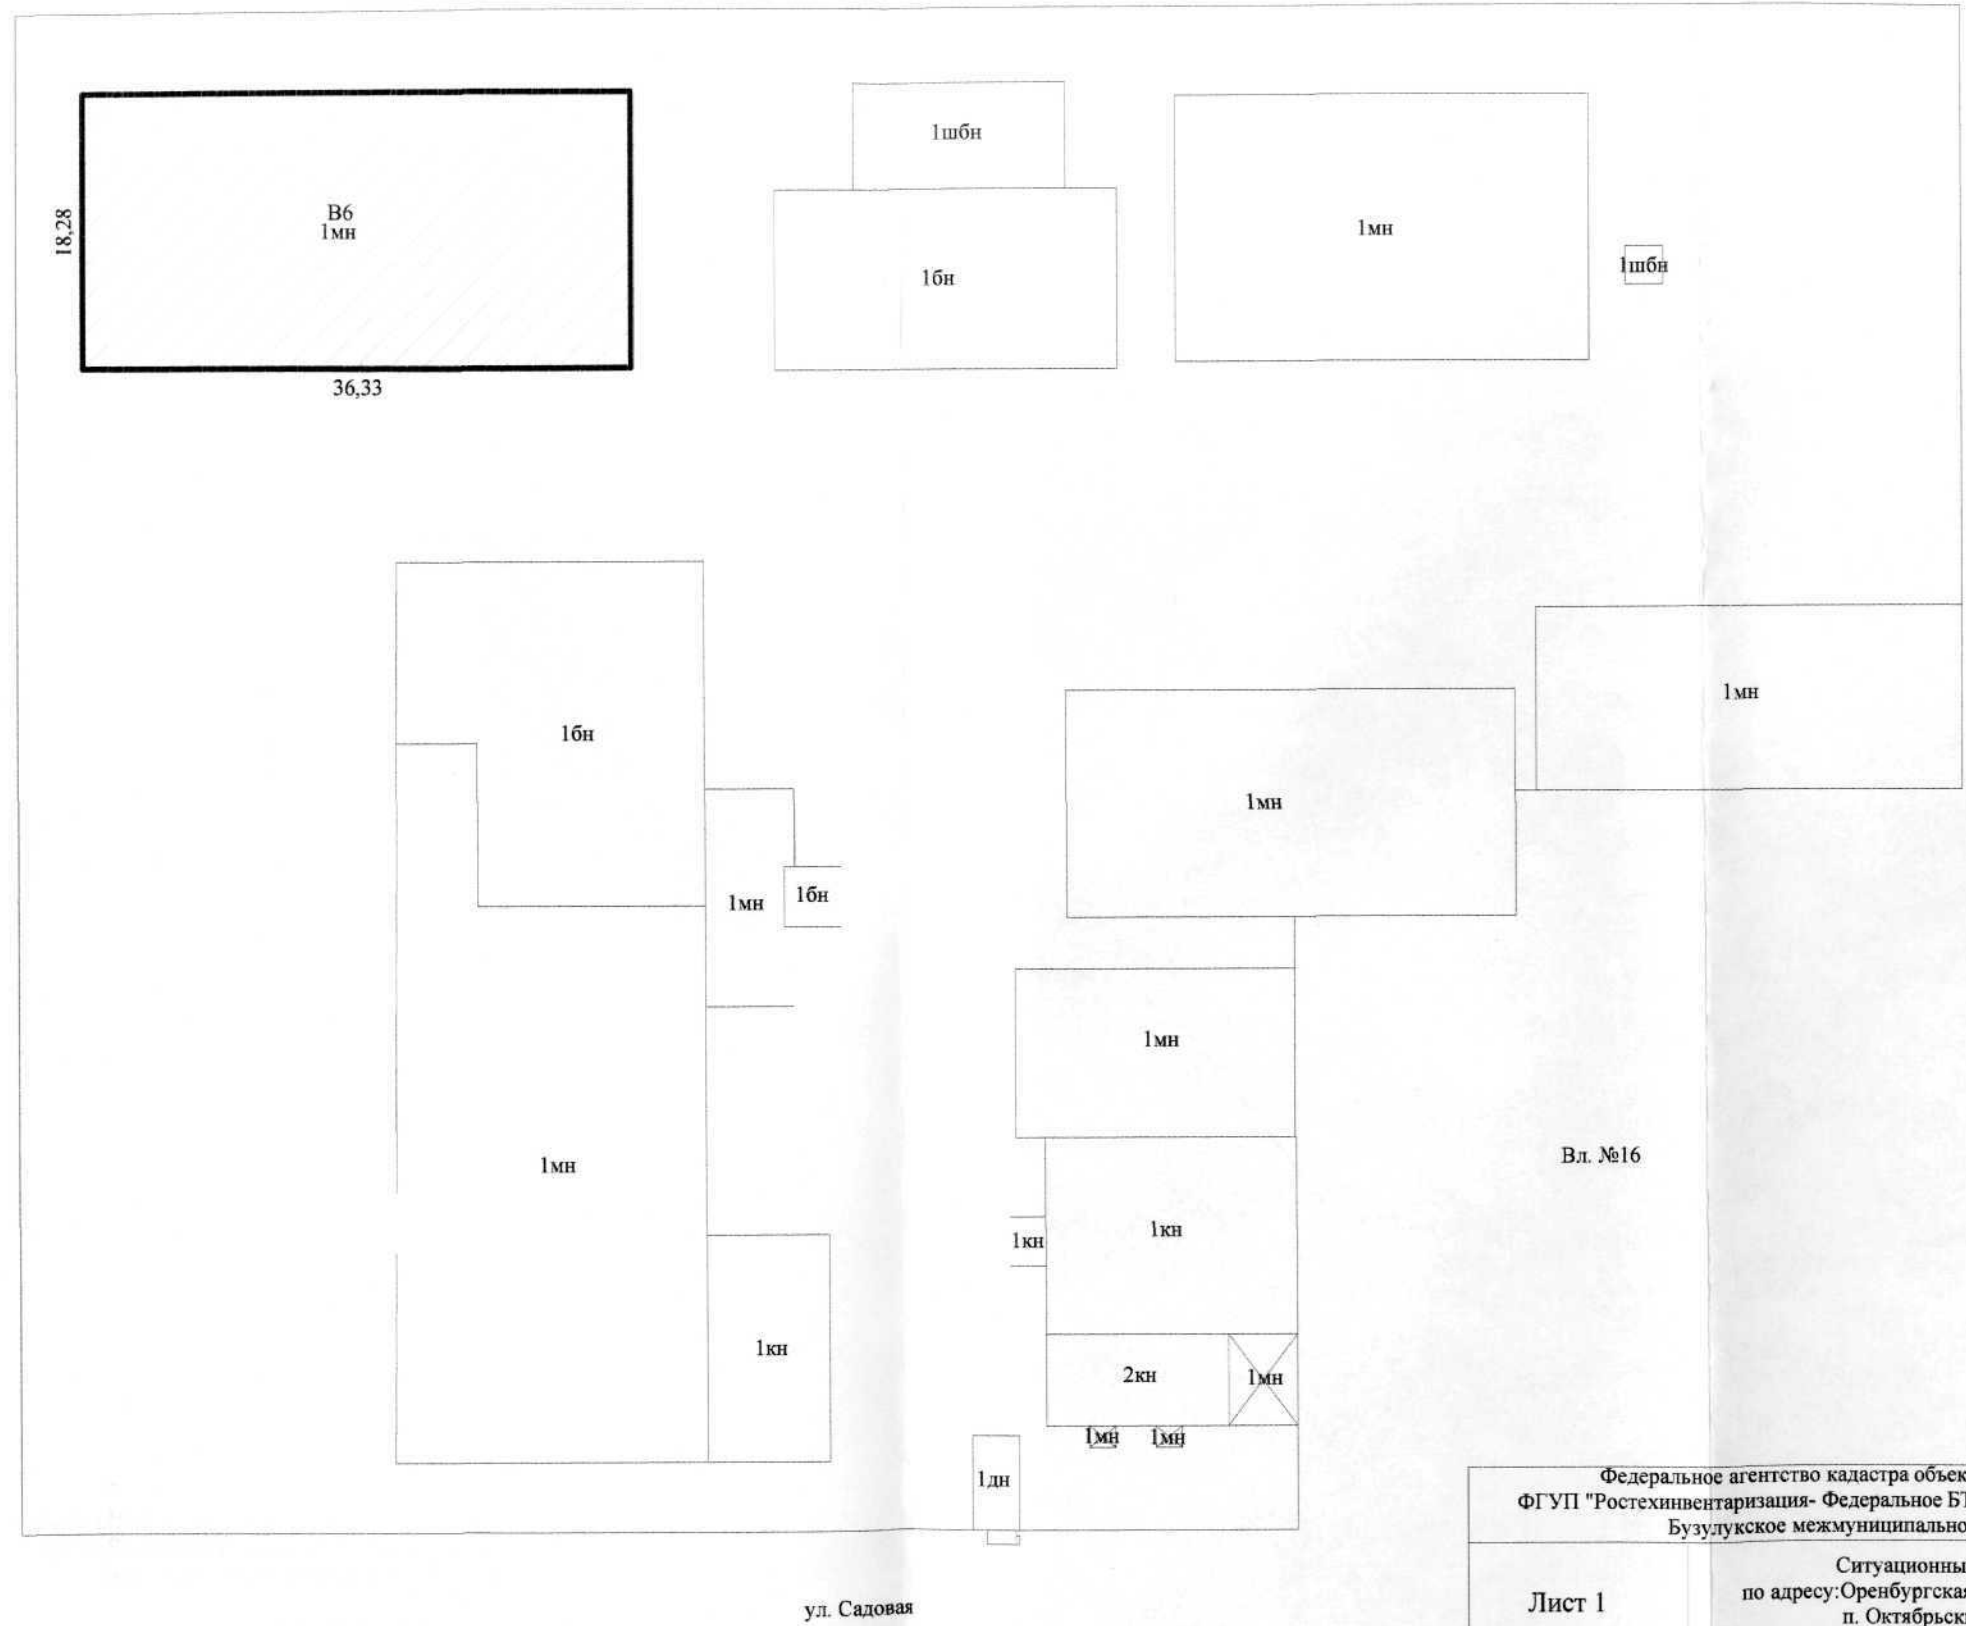 1шбн
В6
1мн
18,28
1мн
1шбн
1бн
36,33
1мн
1бн
1мн
1бн
1мн
1мн
Вл. №16
1мн
1кн
1кн
1кн
2кн
1мн
1мн
1мн
1дн
Федеральное агентство кадастра объек
ФГУП "Ростехинвентаризация- Федеральное БТ
Бузулукское межмуниципально
Ситуационны
Лист 1
по адресу:Оренбургская
п. Октябрьск
ул. Садовая